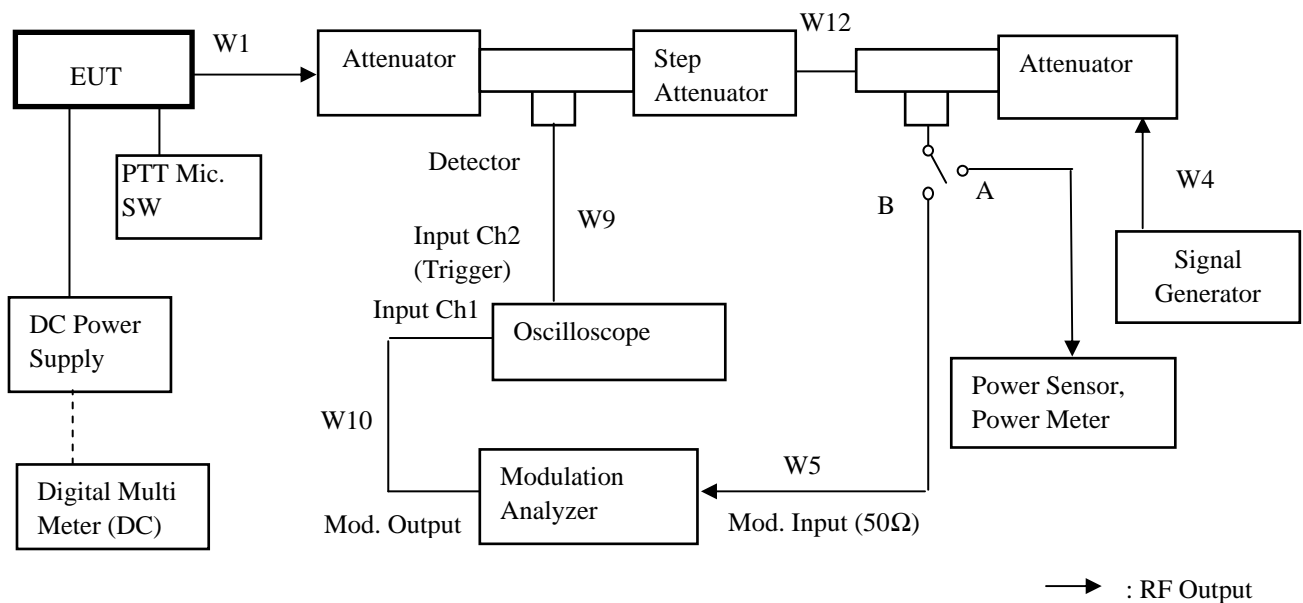 W12
W1
EUT
Attenuator
Step
Attenuator
Attenuator
PTT Mic.
SW
Detector
W9
B
A
W4
Input Ch2
(Trigger)
Signal
Generator
Input Ch1
DC Power
Supply
Oscilloscope
Power Sensor,
Power Meter
W10
Digital Multi
Meter (DC)
Modulation
Analyzer
W5
Mod. Output
Mod. Input (50Ω)
: RF Output